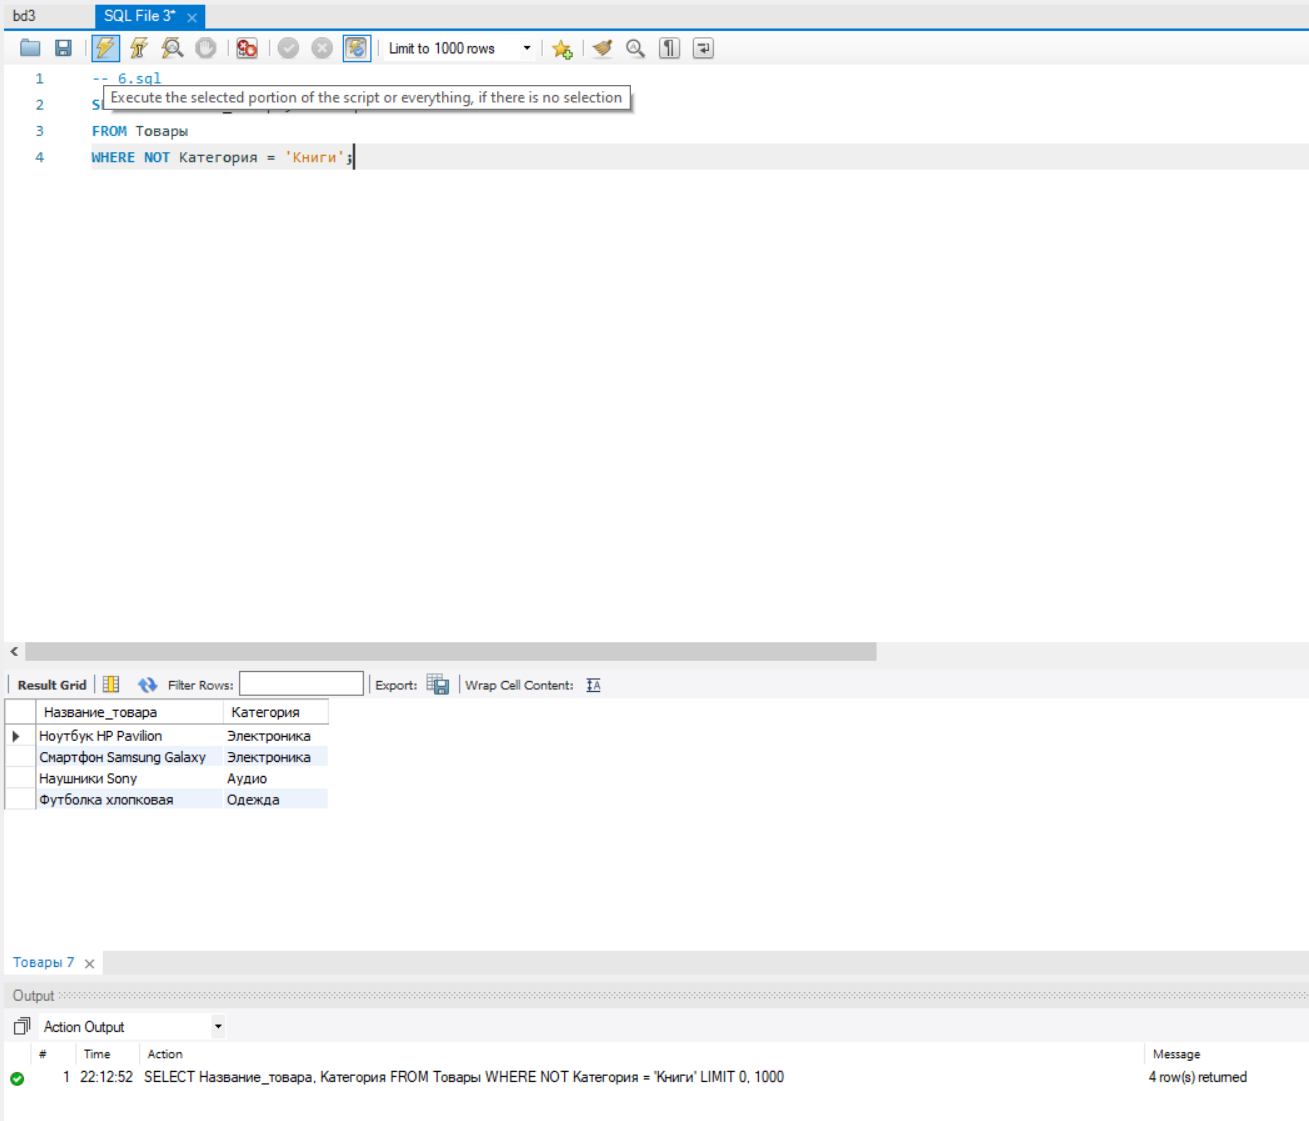 bd3 SQL File 3*
Limit to 1000 rows
1 -- 6.sql
Execute the selected portion of the script or everything, if there is no selection
2
3 FROM Товары
4 WHERE NOT Категория = 'Книги';
Result Grid Filter Rows: Export: Wrap Cell Content:
Название_товара Категория
Ноутбук HP Pavilion Электроника
Смартфон Samsung Galaxy Электроника
Наушники Sony Аудио
Футболка хлопковая Одежда
Товары 7
Output
Action Output
# Time Action Message
1 22:12:52 SELECT Название_товара, Категория FROM Товары WHERE NOT Категория = 'Книги' LIMIT 0, 1000 4 row(s) returned